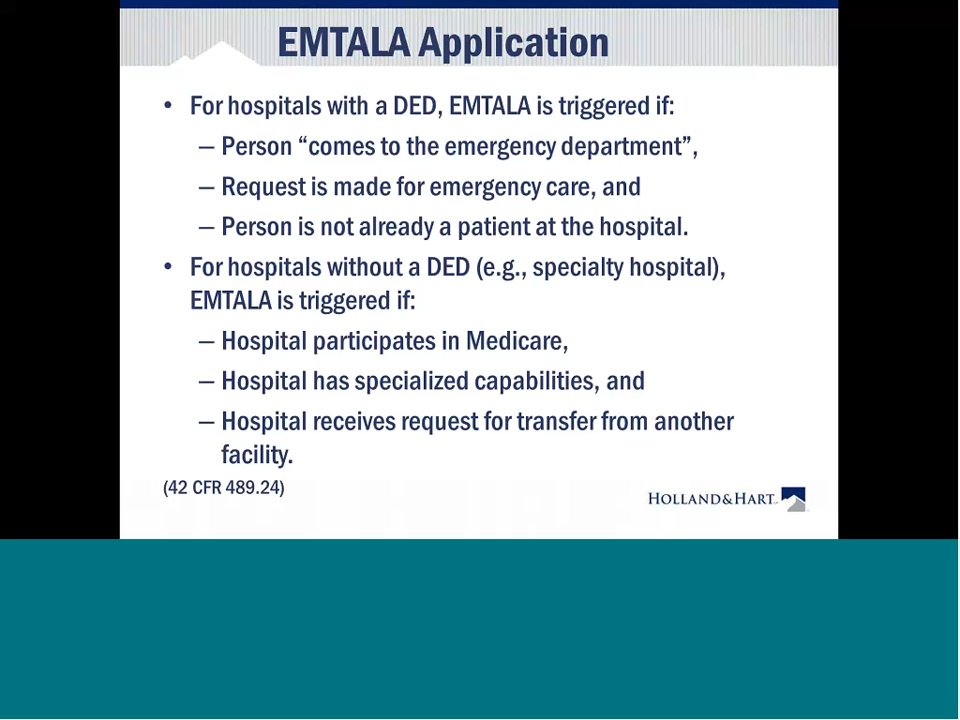 EMTALA Application
• For hospitals with a DED, EMTALA is triggered if:
– Person “comes to the emergency department”,
– Request is made for emergency care, and
– Person is not already a patient at the hospital.
• For hospitals without a DED (e.g., specialty hospital),
EMTALA is triggered if:
– Hospital participates in Medicare,
– Hospital has specialized capabilities, and
– Hospital receives request for transfer from another
facility.
(42 CFR 489.24)
HOLLAND&HART